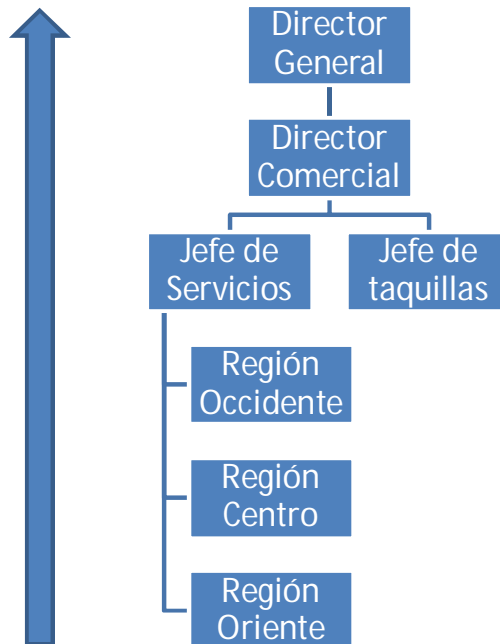 Director
General
Director
Comercial
Jefe de
Servicios
Jefe de
taquillas
Región
Occidente
Región
Centro
Región
Oriente